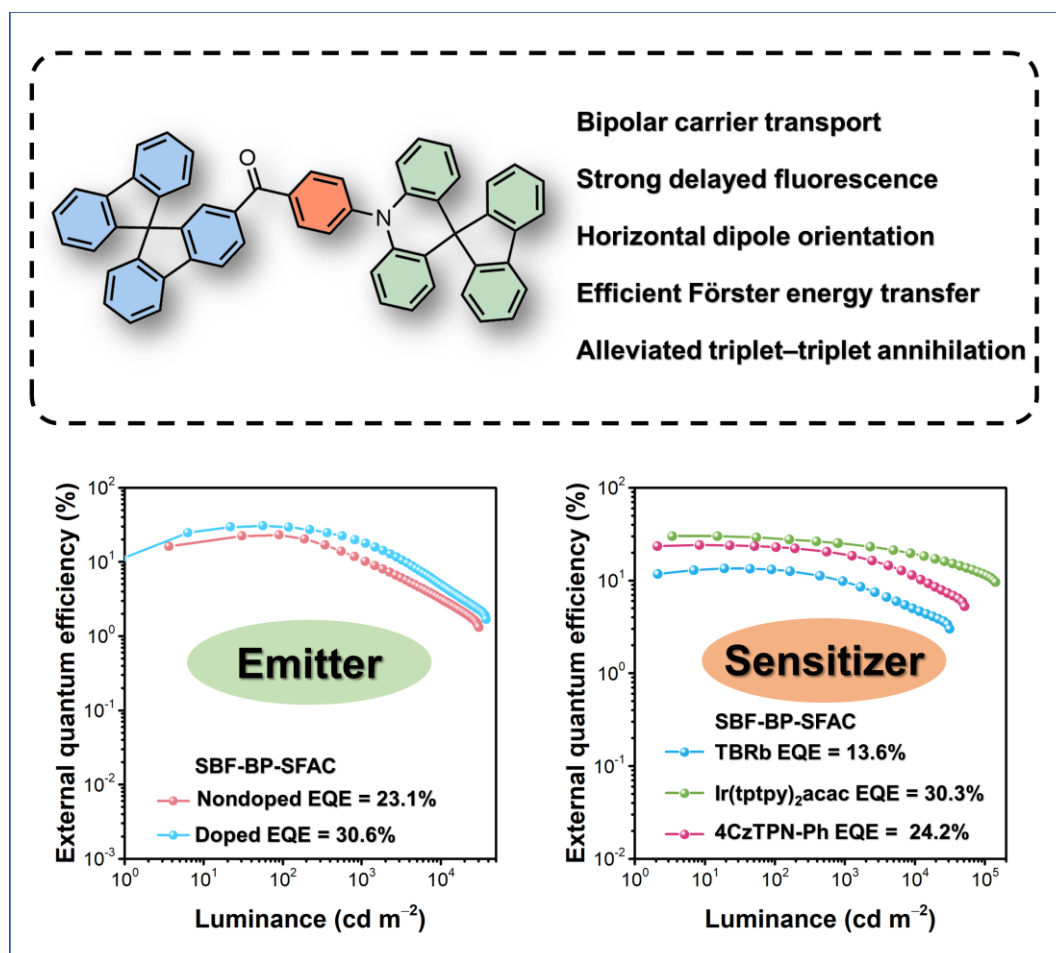 Bipolar carrier transport
Strong delayed fluorescence
Horizontal dipole orientation
Efficient Förster energy transfer
Alleviated triplet–triplet annihilation
O
N
External quantum efficiency (%)
10²
10¹
10⁰
10⁻¹
10⁻²
10⁻³
Emitter
SBF-BP-SFAC
Nondoped EQE = 23.1%
Doped EQE = 30.6%
10⁰ 10¹ 10² 10³ 10⁴
Luminance (cd m⁻²)
External quantum efficiency (%)
10²
10¹
10⁰
10⁻¹
10⁻²
Sensitizer
SBF-BP-SFAC
TBRb EQE = 13.6%
Ir(tptpy)₂acac EQE = 30.3%
4CzTPN-Ph EQE = 24.2%
10⁰ 10¹ 10² 10³ 10⁴ 10⁵
Luminance (cd m⁻²)